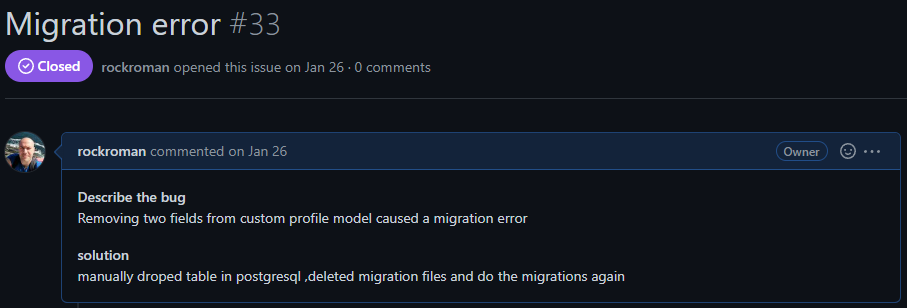 Migration error #33
Closed rockroman opened this issue on Jan 26 · 0 comments
rockroman commented on Jan 26 Owner
Describe the bug
Removing two fields from custom profile model caused a migration error
solution
manually droped table in postgresql ,deleted migration files and do the migrations again